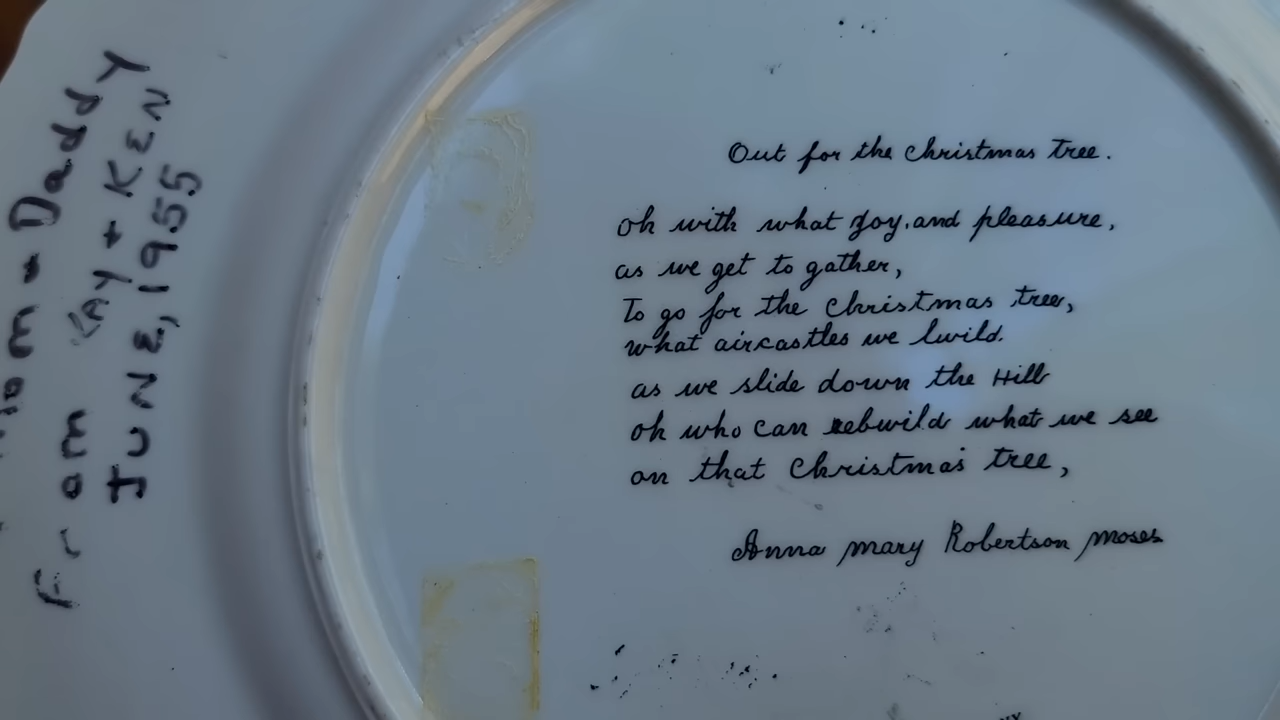 Out for the Christmas tree.
oh with what joy, and pleasure,
as we get to gather,
To go for the Christmas tree,
what aircastles we bwild.
as we slide down the Hill
oh who can rebwild what we see
on that Christmas tree,
Anna mary Robertson moses
mom - Daddy
From Kay + KEN
JUNE, 1955